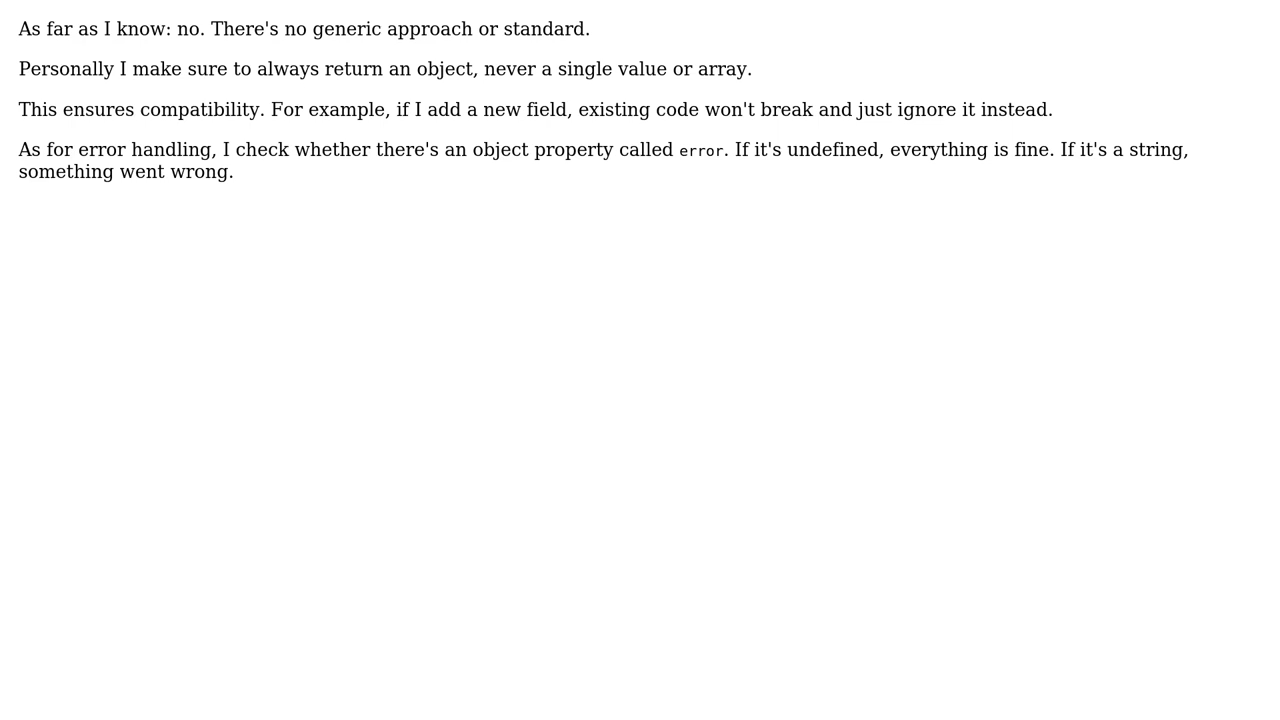 As far as I know: no. There's no generic approach or standard.
Personally I make sure to always return an object, never a single value or array.
This ensures compatibility. For example, if I add a new field, existing code won't break and just ignore it instead.
As for error handling, I check whether there's an object property called error. If it's undefined, everything is fine. If it's a string,
something went wrong.